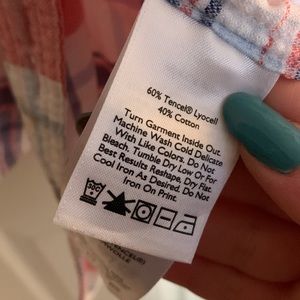 60% Tencel® Lyocell
40% Cotton
Turn Garment Inside Out.
Machine Wash Cold Delicate
With Like Colors. Do Not
Bleach. Tumble Dry Low Or For
Best Results Reshape. Dry Flat.
Cool Iron As Desired. Do Not
Iron On Print.